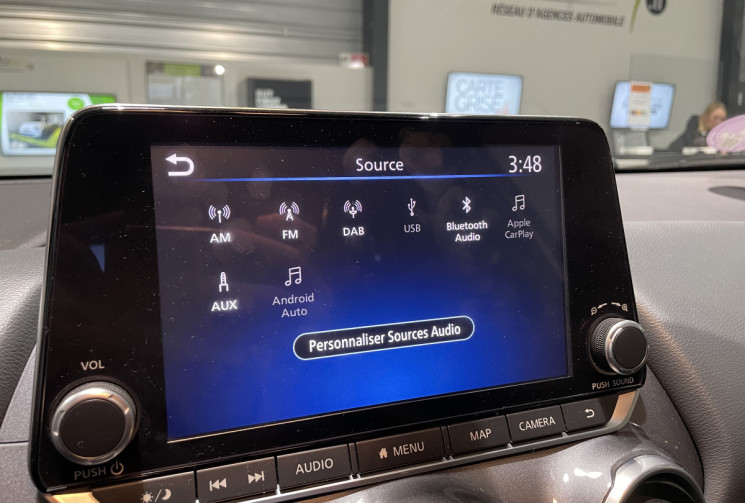 RÉSEAU D'AGENCES AUTOMOBILE
CARTE
GRISE
Source
3:48
AM
FM
DAB
USB
Bluetooth
Audio
Apple
CarPlay
AUX
Android
Auto
Personnaliser Sources Audio
VOL
PUSH
PUSH SOUND
AUDIO
MENU
MAP
CAMERA